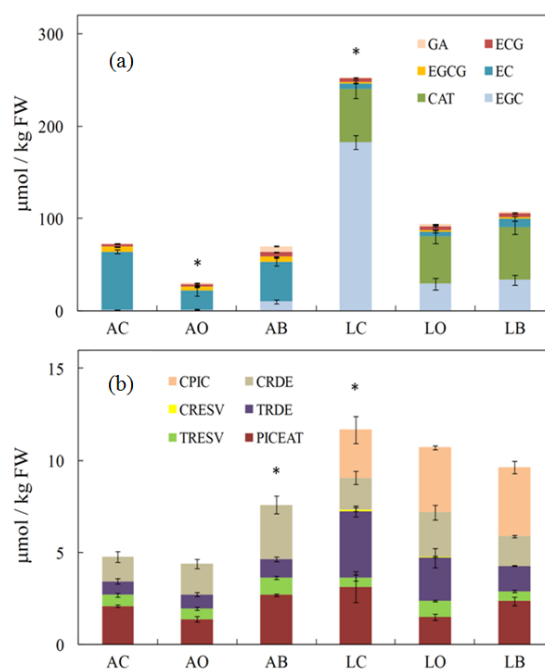 300
(a)
*
GA ECG
EGCG EC
CAT EGC
200
µmol / kg FW
100
*
0
AC AO AB LC LO LB
15
(b)
CPIC CRDE
*
CRESV TRDE
TRESV PICEAT
10
*
µmol / kg FW
5
0
AC AO AB LC LO LB